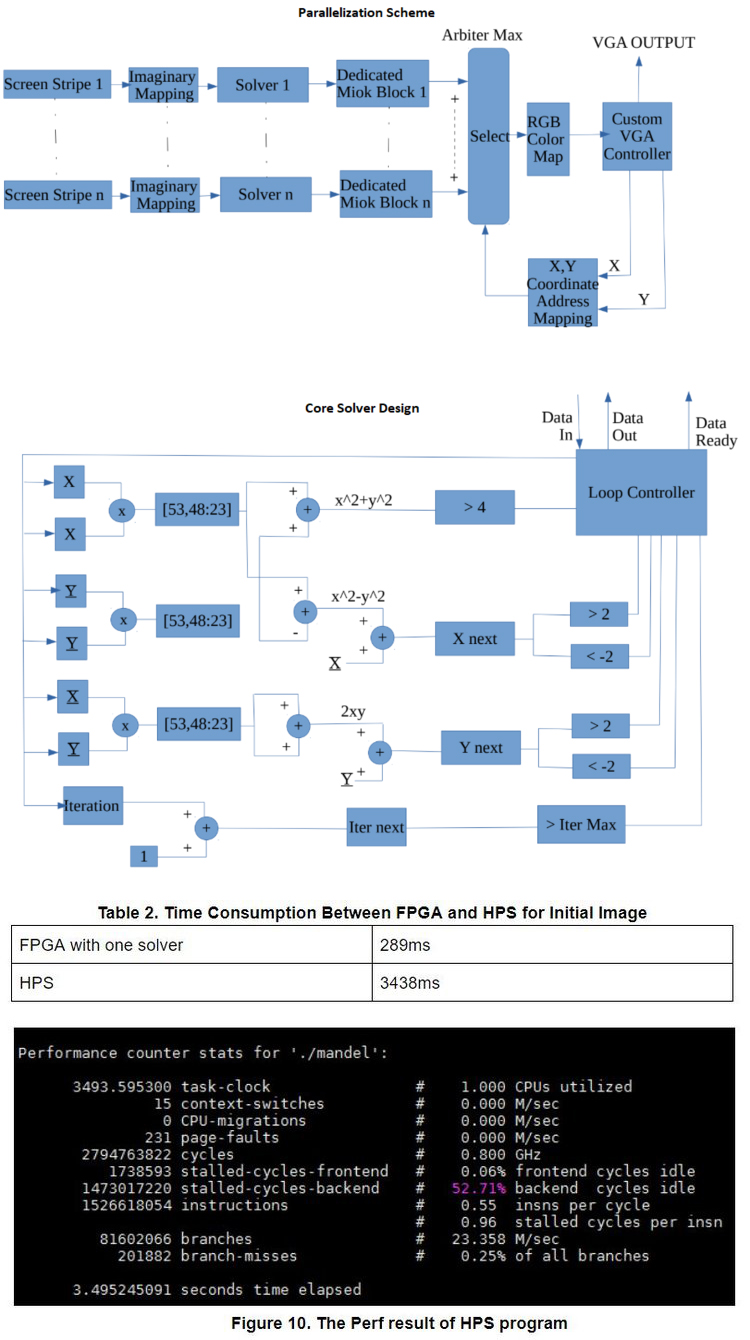 Parallelization Scheme
Arbiter Max
VGA OUTPUT
Screen Stripe 1
Imaginary
Mapping
Solver 1
Dedicated
Miok Block 1
+
Select
RGB
Color
Map
Custom
VGA
Controller
Screen Stripe n
Imaginary
Mapping
Solver n
Dedicated
Miok Block n
+
X,Y
Coordinate
Address
Mapping
X
Y
Core Solver Design
Data
In
Data
Out
Data
Ready
Loop Controller
X
X
x
[53,48:23]
+
+
+
x^2+y^2
> 4
Y
Y
x
[53,48:23]
+
+
-
x^2-y^2
+
+
+
X
X next
> 2
< -2
X
Y
x
[53,48:23]
+
+
+
2xy
+
+
+
Y
Y next
> 2
< -2
Iteration
1
+
+
+
Iter next
> Iter Max
Table 2. Time Consumption Between FPGA and HPS for Initial Image
FPGA with one solver 289ms
HPS 3438ms
Performance counter stats for './mandel':
3493.595300 task-clock # 1.000 CPUs utilized
15 context-switches # 0.000 M/sec
0 CPU-migrations # 0.000 M/sec
231 page-faults # 0.000 M/sec
2794763822 cycles # 0.800 GHz
1738593 stalled-cycles-frontend # 0.06% frontend cycles idle
1473017220 stalled-cycles-backend # 52.71% backend cycles idle
1526618054 instructions # 0.55 insns per cycle
# 0.96 stalled cycles per insn
81602066 branches # 23.358 M/sec
201882 branch-misses # 0.25% of all branches
3.495245091 seconds time elapsed
Figure 10. The Perf result of HPS program